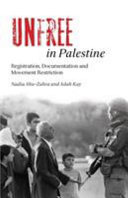 UNFREE
in Palestine
Registration, Documentation and
Movement Restriction
Nadia Abu-Zahra and Adah Kay